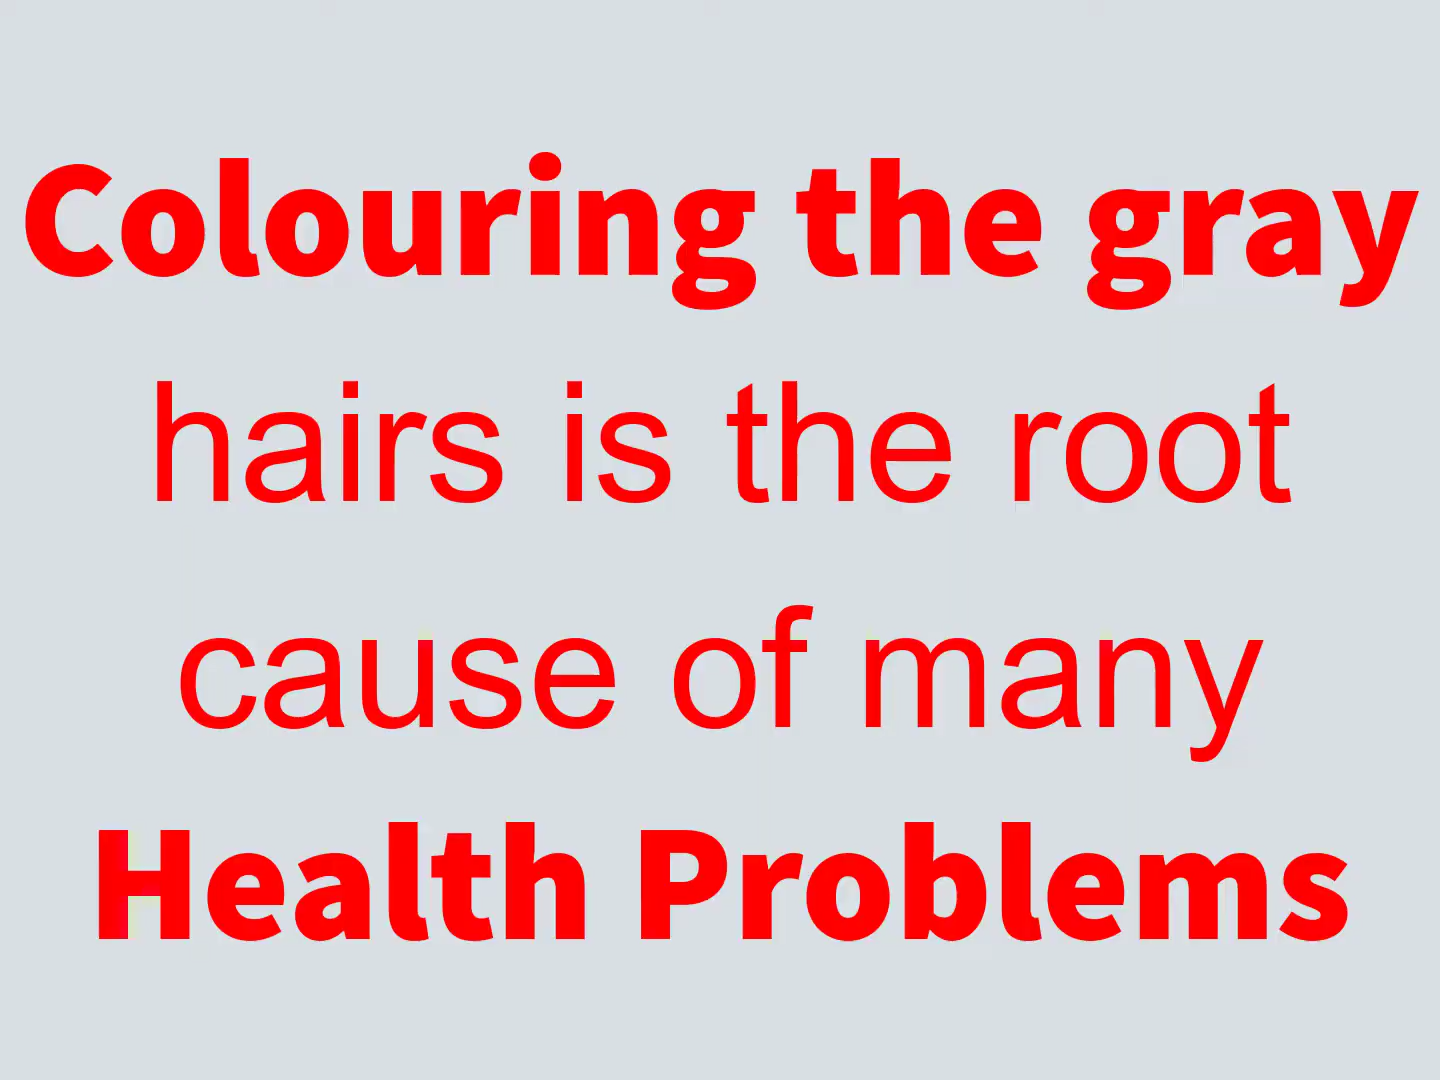 Colouring the gray
hairs is the root
cause of many
Health Problems